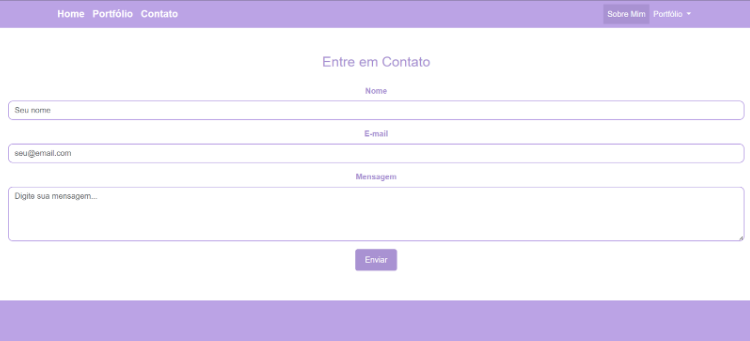 Home Portfólio Contato Sobre Mim Portfólio
Entre em Contato
Nome
Seu nome
E-mail
seu@email.com
Mensagem
Digite sua mensagem...
Enviar